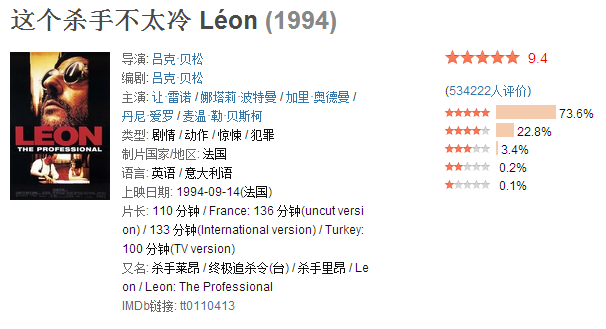 这个杀手不太冷 Léon (1994)
LEON
THE PROFESSIONAL
导演: 吕克·贝松
编剧: 吕克·贝松
主演: 让·雷诺 / 娜塔莉·波特曼 / 加里·奥德曼 /
丹尼·爱罗 / 麦温·勒·贝斯柯
类型: 剧情 / 动作 / 惊悚 / 犯罪
制片国家/地区: 法国
语言: 英语 / 意大利语
上映日期: 1994-09-14(法国)
片长: 110 分钟 / France: 136 分钟(uncut versi
on) / 133 分钟(International version) / Turkey:
100 分钟(TV version)
又名: 杀手莱昂 / 终极追杀令(台) / 杀手里昂 / Le
on / Leon: The Professional
IMDb链接: tt0110413
9.4
(534222人评价)
73.6%
22.8%
3.4%
0.2%
0.1%